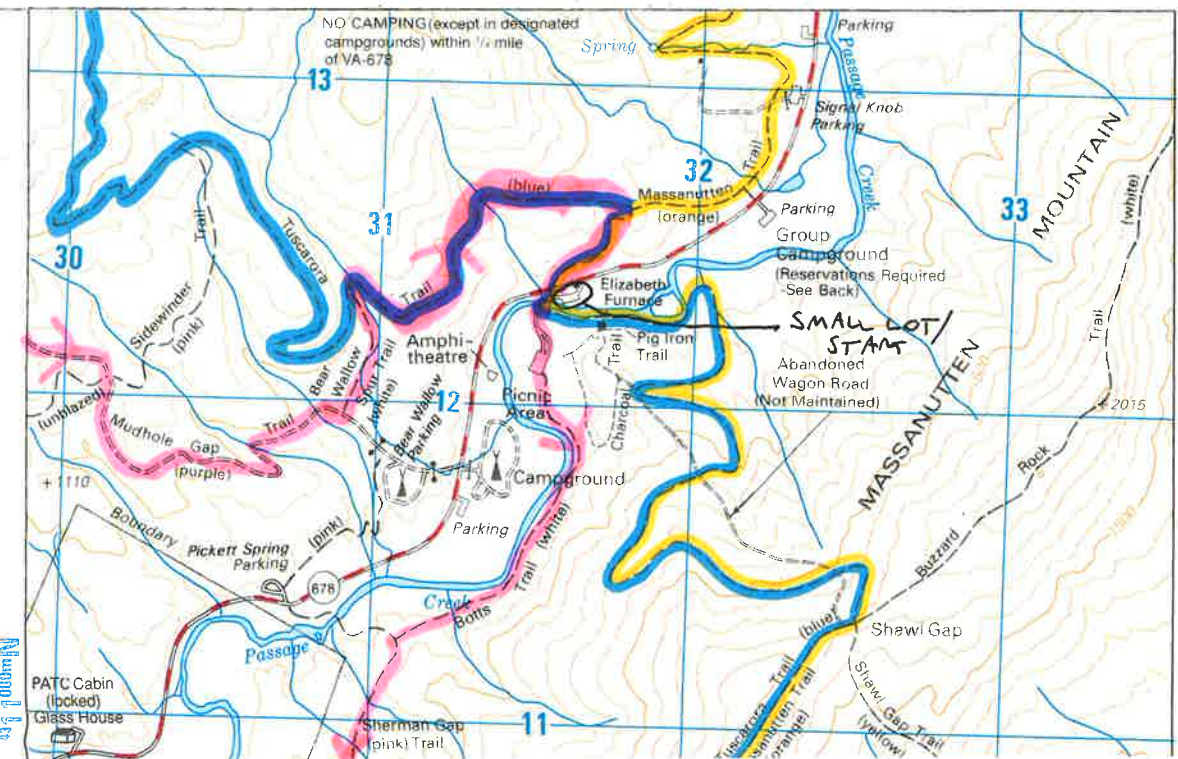 NO CAMPING (except in designated
campgrounds) within ½ mile
of VA-678
Parking
Spring
Passage
Creek
13
Signal Knob
Parking
MOUNTAIN
32
Trail
(blue)
Massanutten
(orange)
Parking
33
(white)
31
30
Trail
Tuscarora
Group
Campground
(Reservations Required
-See Back)
Elizabeth
Furnace
Trail
Sidewinder
(pink)
SMALL LOT/
START
Trail
Pig Iron
Trail
Amphi-
theatre
Abandoned
Wagon Road
(Not Maintained)
MASSANUTTEN
Bear
Wallow
Trail
(white)
12
Picnic
Area
Charcoal
Trail
+ 2015
(unblazed)
Mudhole Gap
(purple)
Trail
Bear Wallow
Parking
Rock
+ 1110
Campground
Boundary
(pink)
Parking
(white)
Pickett Spring
Parking
Buzzard
678
Creek
Botts
Trail
Passage
(blue)
Shawl Gap
PATC Cabin
(locked)
Glass House
Trail
Trail
Tuscarora
orange)
Shawl Gap Trail
(yellow)
11
Sherman Gap
(pink) Trail